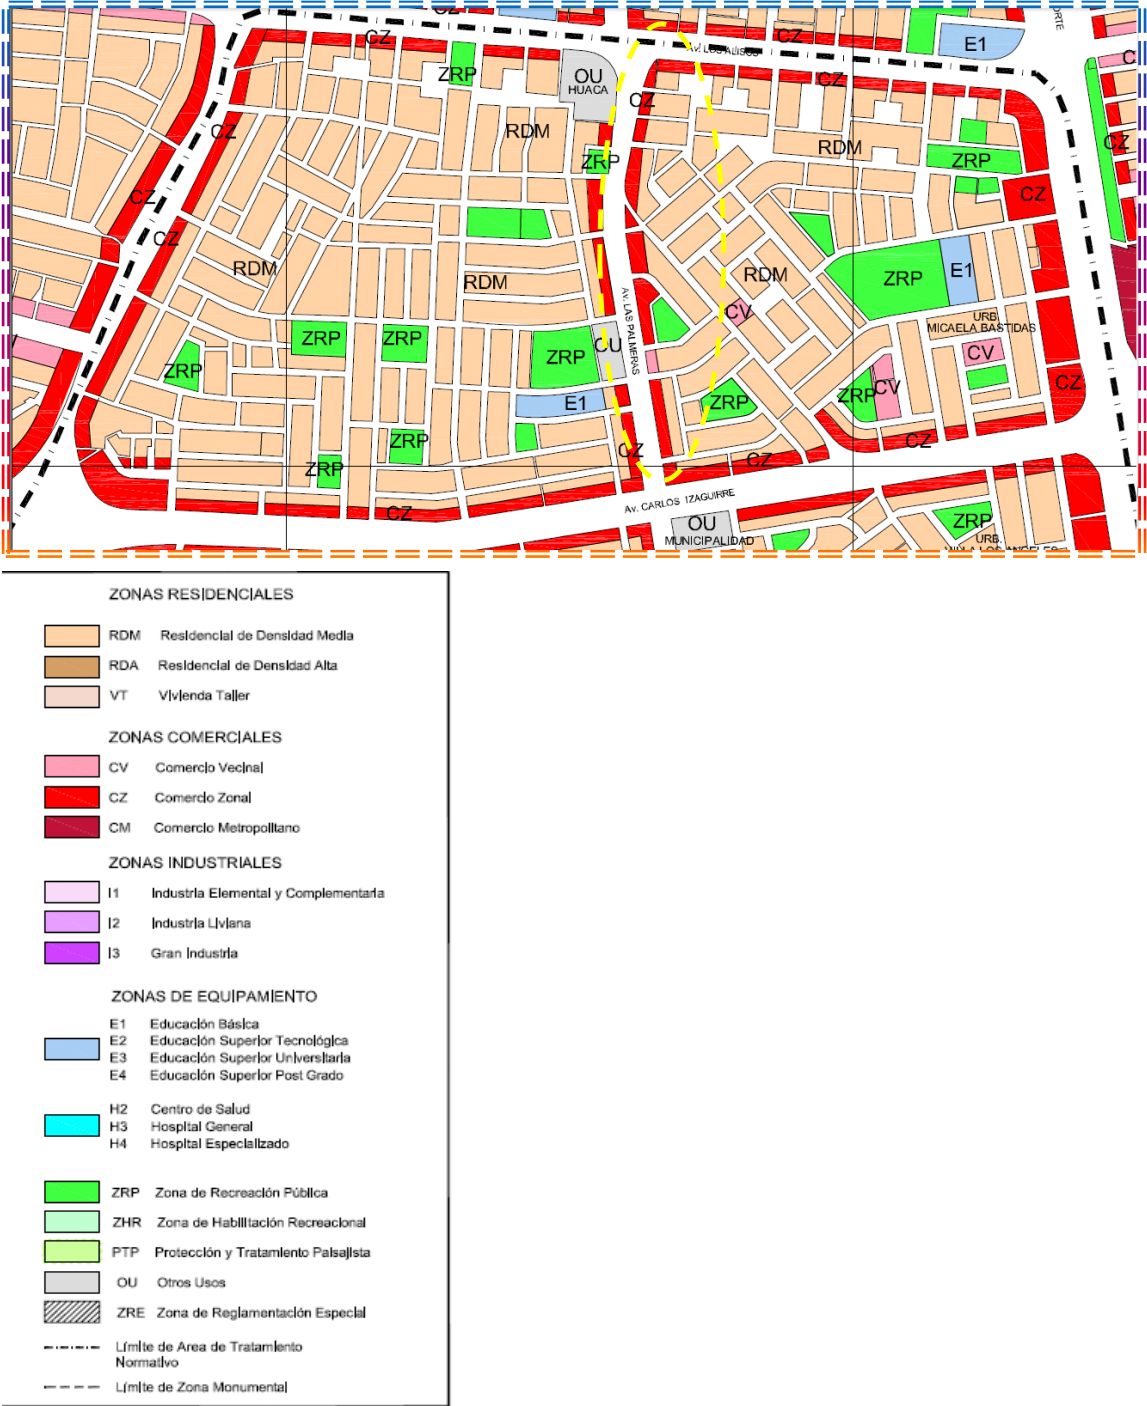 CZ
CZ
CZ
AV. LOS ALISOS
E1
ORTE
ZRP
OU
HUACA
CZ
CZ
CZ
RDM
RDM
CZ
ZRP
ZRP
CZ
CZ
CZ
RDM
RDM
RDM
ZRP
E1
Av. LAS PALMERAS
CV
URB.
MICAELA BASTIDAS
ZRP
ZRP
ZRP
OU
CV
ZRP
CZ
ZRP
CV
E1
ZRP
ZRP
CZ
CZ
CZ
ZRP
Av. CARLOS IZAGUIRRE
CZ
OU
MUNICIPALIDAD
ZRP
URB.
ZONAS RESIDENCIALES
RDM Residencial de Densidad Media
RDA Residencial de Densidad Alta
VT Vivienda Taller
ZONAS COMERCIALES
CV Comercio Vecinal
CZ Comercio Zonal
CM Comercio Metropolitano
ZONAS INDUSTRIALES
I1 Industria Elemental y Complementaria
I2 Industria Liviana
I3 Gran Industria
ZONAS DE EQUIPAMIENTO
E1 Educación Básica
E2 Educación Superior Tecnológica
E3 Educación Superior Universitaria
E4 Educación Superior Post Grado
H2 Centro de Salud
H3 Hospital General
H4 Hospital Especializado
ZRP Zona de Recreación Pública
ZHR Zona de Habilitación Recreacional
PTP Protección y Tratamiento Paisajista
OU Otros Usos
ZRE Zona de Reglamentación Especial
Límite de Area de Tratamiento
Normativo
Límite de Zona Monumental